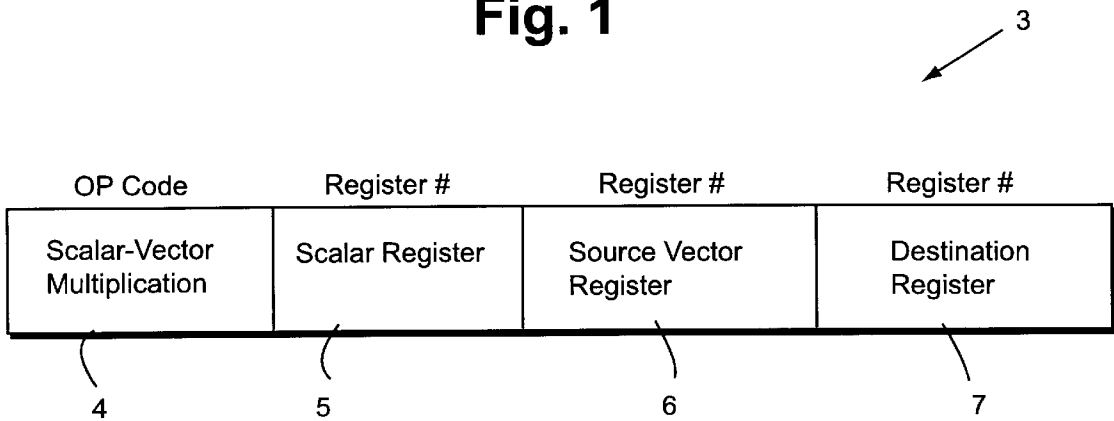 Fig. 1
3
OP Code Register # Register # Register #
Scalar-Vector Multiplication
Scalar Register
Source Vector Register
Destination Register
4 5 6 7